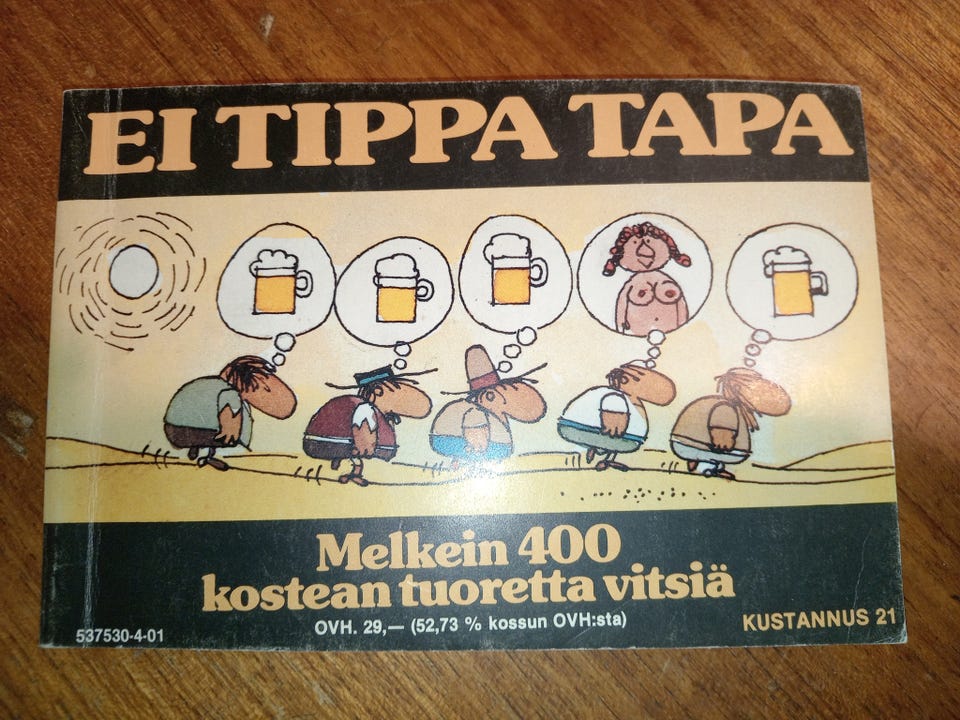 EI TIPPA TAPA
Melkein 400
kostean tuoretta vitsiä
OVH. 29,— (52,73 % kossun OVH:sta)
537530-4-01
KUSTANNUS 21